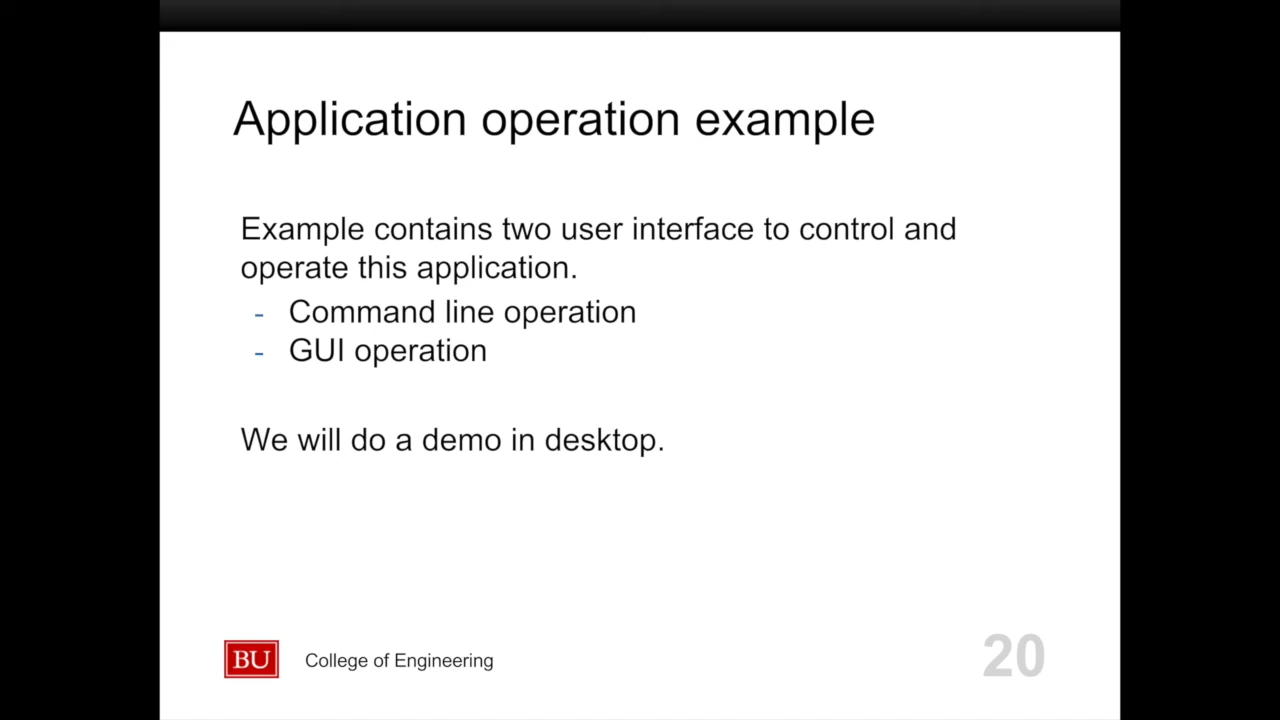 Application operation example
Example contains two user interface to control and
operate this application.
- Command line operation
- GUI operation
We will do a demo in desktop.
BU College of Engineering
20